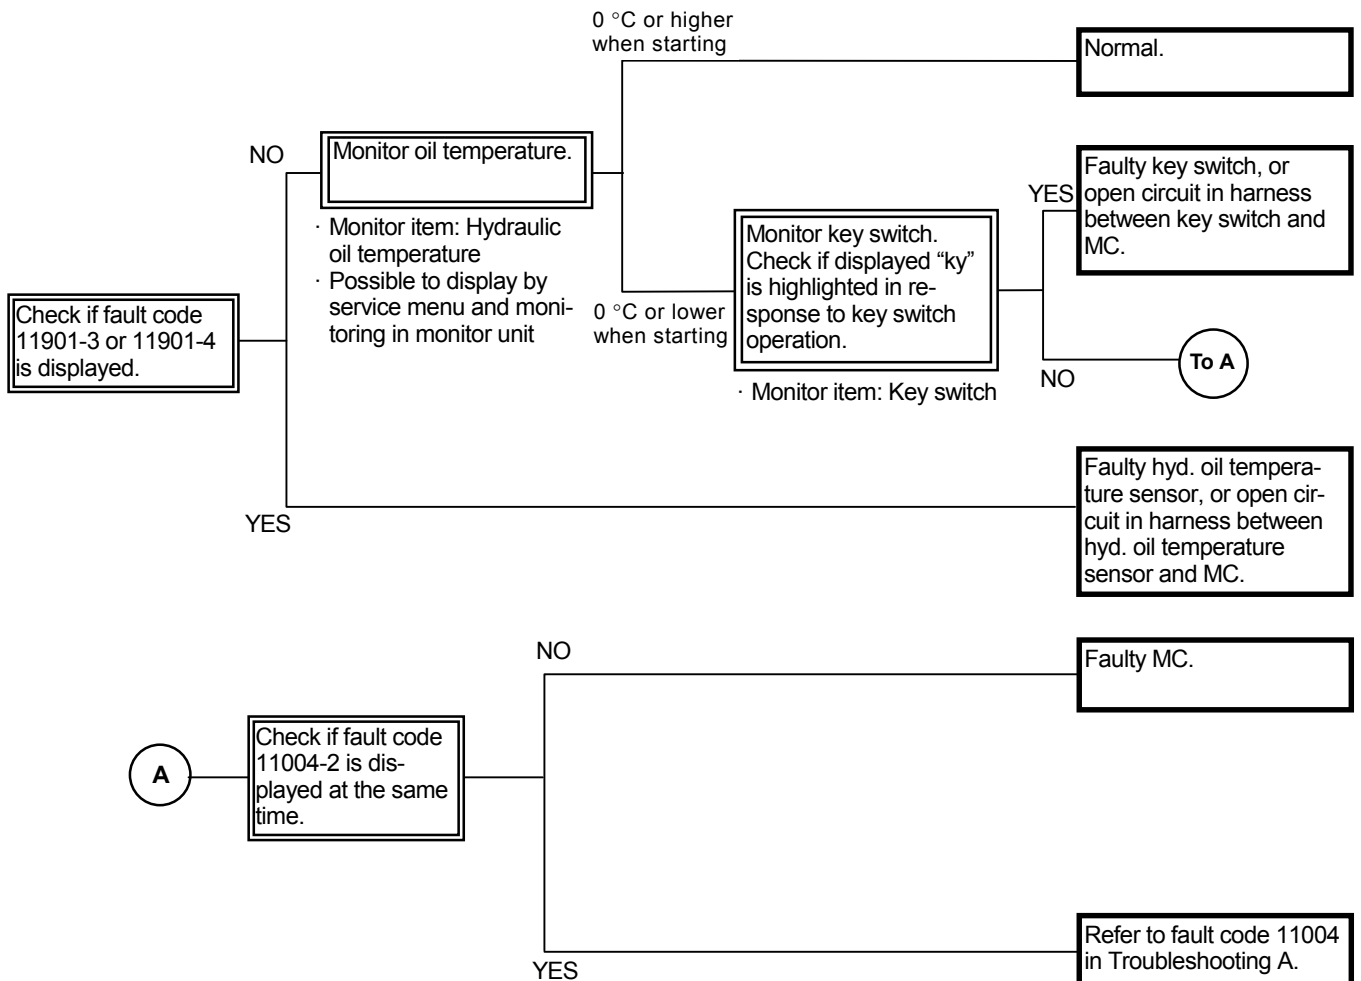 0 °C or higher
when starting
Normal.
NO
Monitor oil temperature.
· Monitor item: Hydraulic
oil temperature
· Possible to display by
service menu and moni-
toring in monitor unit
YES
Faulty key switch, or
open circuit in harness
between key switch and
MC.
Monitor key switch.
Check if displayed “ky”
is highlighted in re-
sponse to key switch
operation.
· Monitor item: Key switch
0 °C or lower
when starting
Check if fault code
11901-3 or 11901-4
is displayed.
To A
NO
Faulty hyd. oil tempera-
ture sensor, or open cir-
cuit in harness between
hyd. oil temperature
sensor and MC.
YES
NO
Faulty MC.
A
Check if fault code
11004-2 is dis-
played at the same
time.
YES
Refer to fault code 11004
in Troubleshooting A.